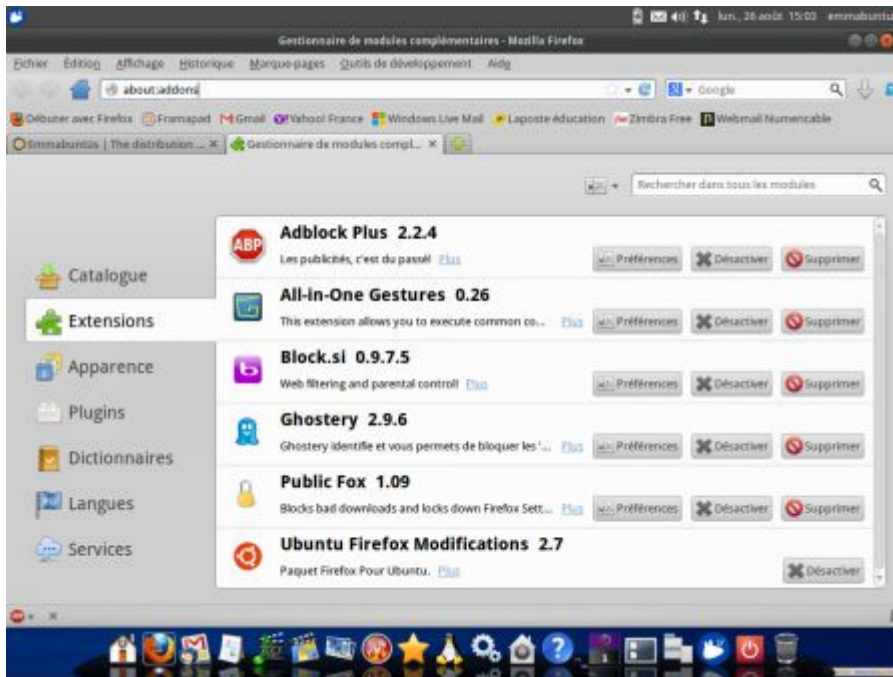 lun., 26 août 15:03 emmabuntu
Gestionnaire de modules complémentaires - Mozilla Firefox
Fichier Édition Affichage Historique Marque-pages Outils de développement Aide
about:addons
Google
Débuter avec Firefox Framapad Gmail Yahoo! France Windows Live Mail Laposte éducation Zimbra Free Webmail Numericable
Emmabuntüs | The distribution ... Gestionnaire de modules compl...
Rechercher dans tous les modules
Catalogue
Extensions
Apparence
Plugins
Dictionnaires
Langues
Services
ABP
Adblock Plus 2.2.4
Les publicités, c'est du passé! Plus
Préférences Désactiver Supprimer
All-in-One Gestures 0.26
This extension allows you to execute common co... Plus
Préférences Désactiver Supprimer
Block.si 0.9.7.5
Web filtering and parental controll Plus
Préférences Désactiver Supprimer
Ghostery 2.9.6
Ghostery identifie et vous permets de bloquer les '... Plus
Préférences Désactiver Supprimer
Public Fox 1.09
Blocks bad downloads and locks down Firefox Sett... Plus
Préférences Désactiver Supprimer
Ubuntu Firefox Modifications 2.7
Paquet Firefox Pour Ubuntu. Plus
Désactiver